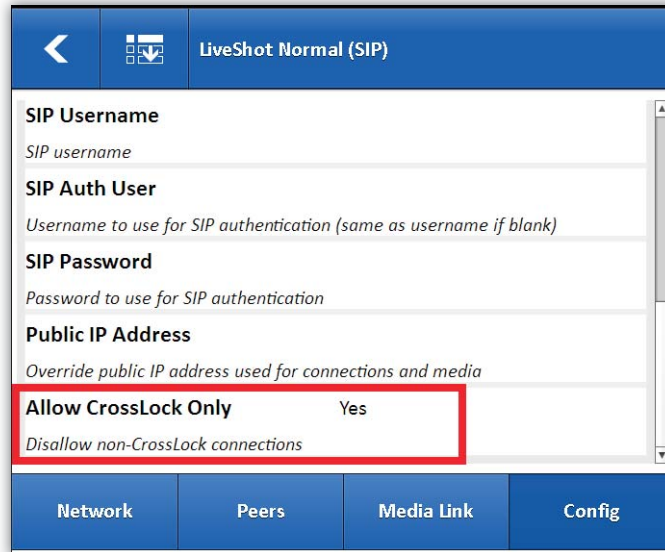 LiveShot Normal (SIP)
SIP Username
SIP username
SIP Auth User
Username to use for SIP authentication (same as username if blank)
SIP Password
Password to use for SIP authentication
Public IP Address
Override public IP address used for connections and media
Allow CrossLock Only Yes
Disallow non-CrossLock connections
Network Peers Media Link Config